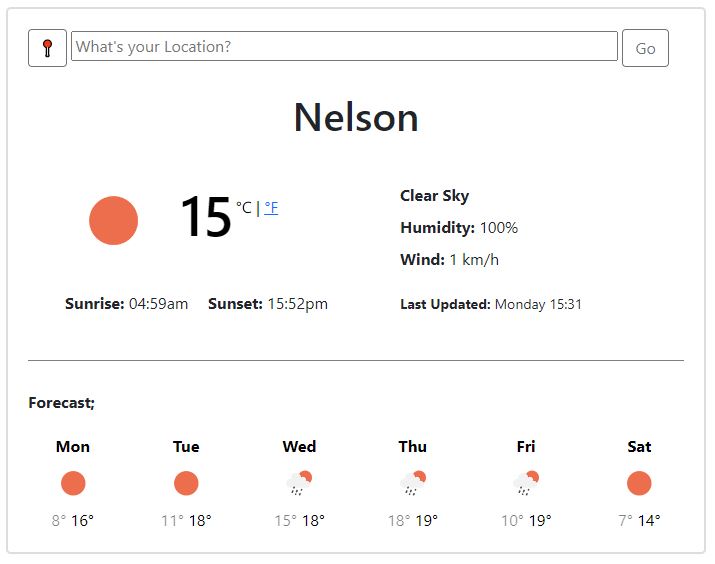 What's your Location? Go
Nelson
15 °C | °F
Clear Sky
Humidity: 100%
Wind: 1 km/h
Sunrise: 04:59am Sunset: 15:52pm Last Updated: Monday 15:31
Forecast;
Mon Tue Wed Thu Fri Sat
8° 16° 11° 18° 15° 18° 18° 19° 10° 19° 7° 14°